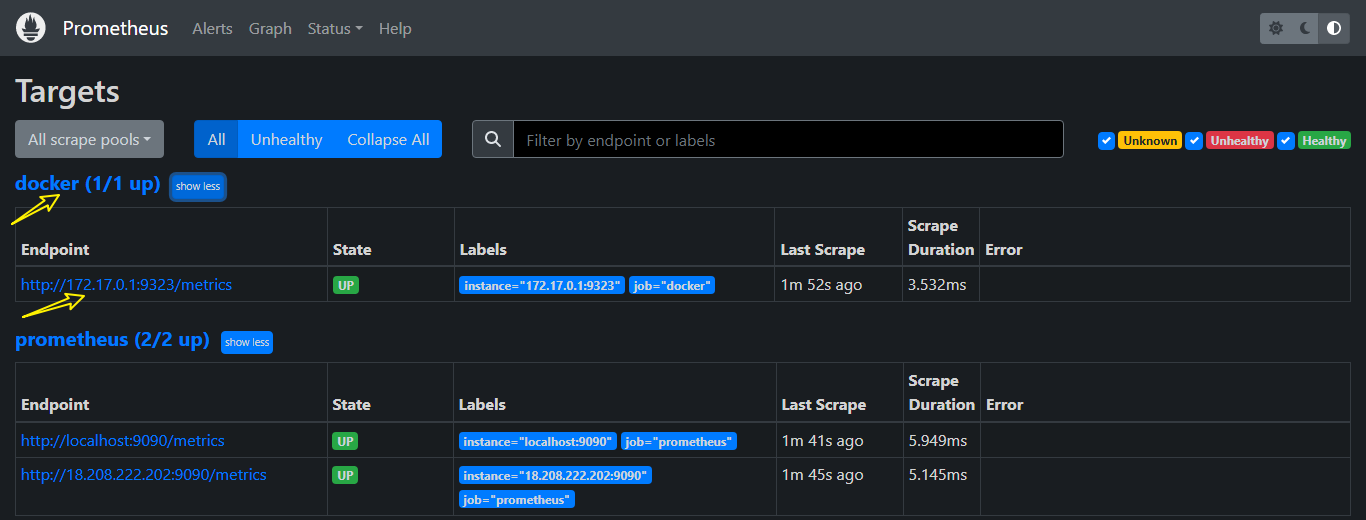 Prometheus Alerts Graph Status Help
Targets
All scrape pools All Unhealthy Collapse All Filter by endpoint or labels Unknown Unhealthy Healthy
docker (1/1 up) show less
Endpoint State Labels Last Scrape Scrape Duration Error
http://172.17.0.1:9323/metrics UP instance="172.17.0.1:9323" job="docker" 1m 52s ago 3.532ms
prometheus (2/2 up) show less
Endpoint State Labels Last Scrape Scrape Duration Error
http://localhost:9090/metrics UP instance="localhost:9090" job="prometheus" 1m 41s ago 5.949ms
http://18.208.222.202:9090/metrics UP instance="18.208.222.202:9090" 1m 45s ago 5.145ms
job="prometheus"